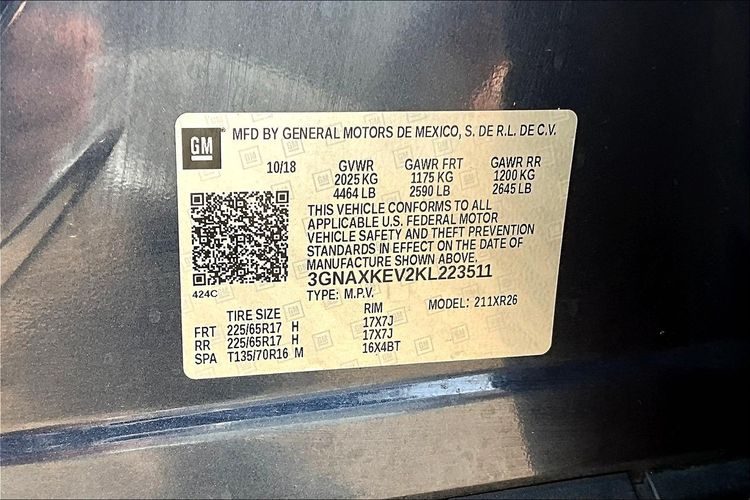 GM MFD BY GENERAL MOTORS DE MEXICO, S. DE R.L. DE C.V.
10/18 GVWR GAWR FRT GAWR RR
2025 KG 1175 KG 1200 KG
4464 LB 2590 LB 2645 LB
THIS VEHICLE CONFORMS TO ALL
APPLICABLE U.S. FEDERAL MOTOR
VEHICLE SAFETY AND THEFT PREVENTION
STANDARDS IN EFFECT ON THE DATE OF
MANUFACTURE SHOWN ABOVE.
3GNAXKEV2KL223511
424C TYPE: M.P.V. MODEL: 211XR26
TIRE SIZE RIM
FRT 225/65R17 H 17X7J
RR 225/65R17 H 17X7J
SPA T135/70R16 M 16X4BT